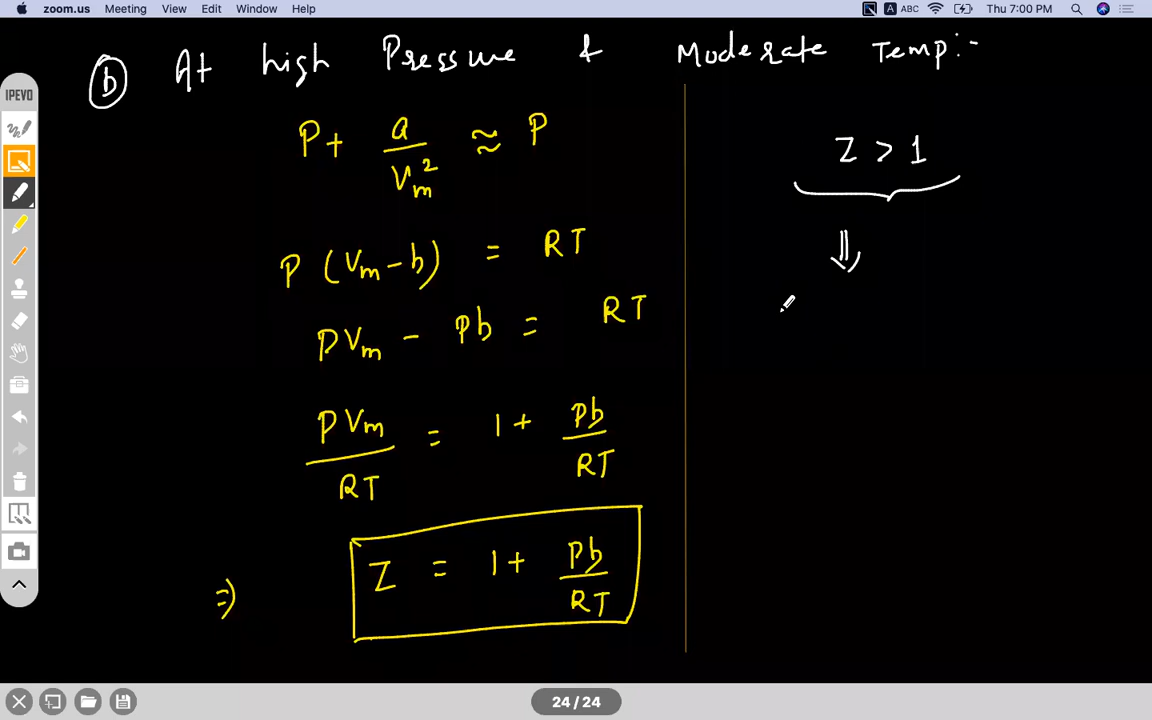 zoom.us Meeting View Edit Window Help A ABC Thu 7:00 PM
IPEVO
(b) At high Pressure & Moderate Temp:-
P + a/Vm² ≈ P
P (Vm - b) = RT
PVm - Pb = RT
PVm/RT = 1 + Pb/RT
⇒ Z = 1 + Pb/RT
Z > 1
⇓
24 / 24